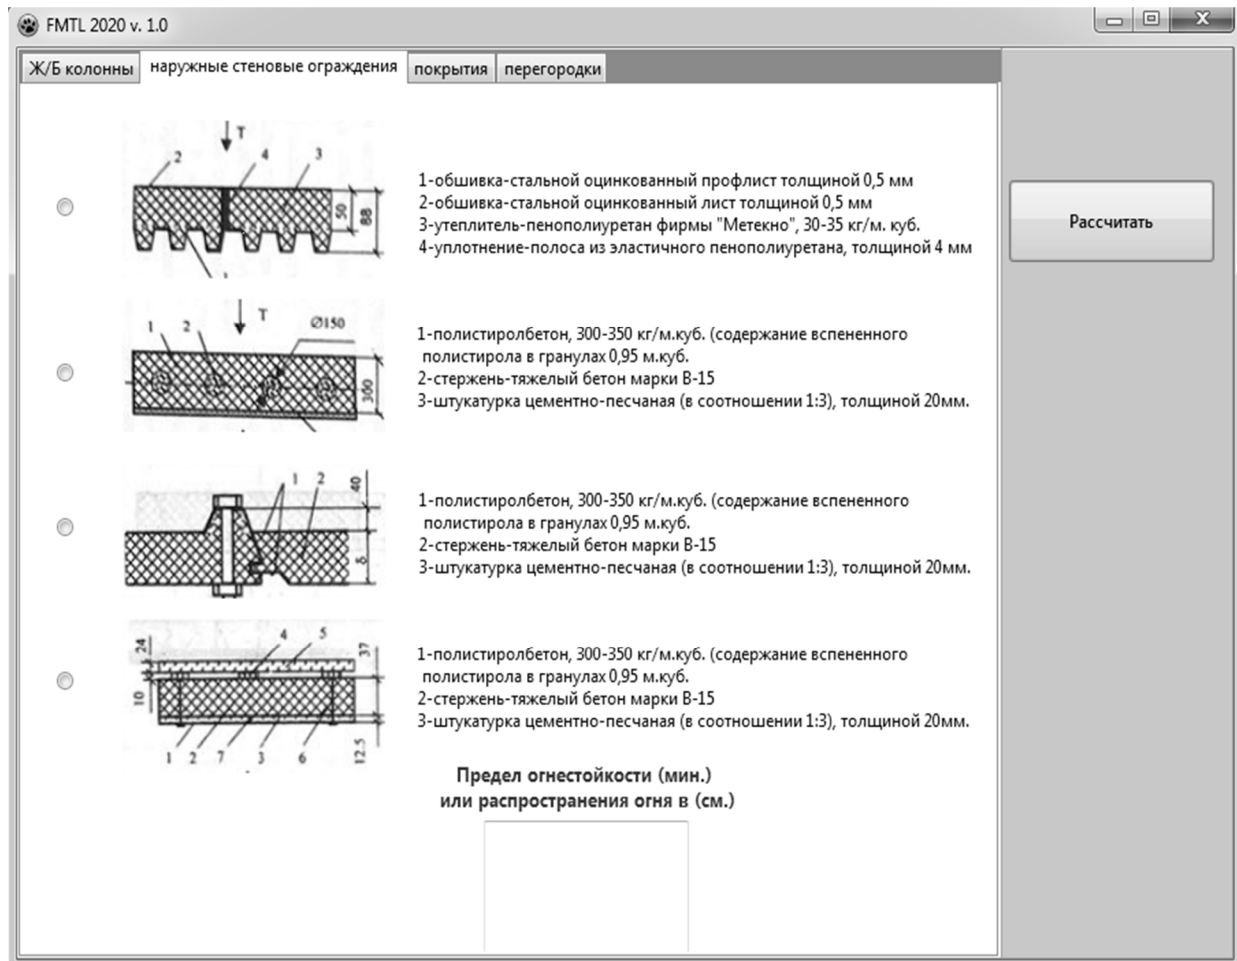 FMTL 2020 v. 1.0
Ж/Б колонны наружные стеновые ограждения покрытия перегородки
T
2 4 3
50 88
1-обшивка-стальной оцинкованный профлист толщиной 0,5 мм
2-обшивка-стальной оцинкованный лист толщиной 0,5 мм
3-утеплитель-пенополиуретан фирмы "Метекно", 30-35 кг/м. куб.
4-уплотнение-полоса из эластичного пенополиуретана, толщиной 4 мм
Рассчитать
T
1 2 Ø150
300
1-полистиролбетон, 300-350 кг/м.куб. (содержание вспененного
полистирола в гранулах 0,95 м.куб.
2-стержень-тяжелый бетон марки В-15
3-штукатурка цементно-песчаная (в соотношении 1:3), толщиной 20мм.
1 2 40
δ
1-полистиролбетон, 300-350 кг/м.куб. (содержание вспененного
полистирола в гранулах 0,95 м.куб.
2-стержень-тяжелый бетон марки В-15
3-штукатурка цементно-песчаная (в соотношении 1:3), толщиной 20мм.
24 4 5 37
10
1 2 7 3 6 12.5
1-полистиролбетон, 300-350 кг/м.куб. (содержание вспененного
полистирола в гранулах 0,95 м.куб.
2-стержень-тяжелый бетон марки В-15
3-штукатурка цементно-песчаная (в соотношении 1:3), толщиной 20мм.
Предел огнестойкости (мин.)
или распространения огня в (см.)